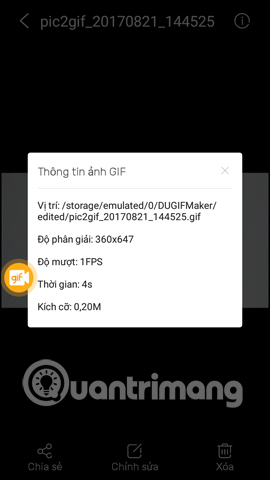 pic2gif_20170821_144525
Thông tin ảnh GIF
Vị trí: /storage/emulated/0/DUGIFMaker/
edited/pic2gif_20170821_144525.gif
Độ phân giải: 360x647
Độ mượt: 1FPS
gif
Thời gian: 4s
Kích cỡ: 0,20M
Quantrimang
Chia sẻ
Chỉnh sửa
Xóa